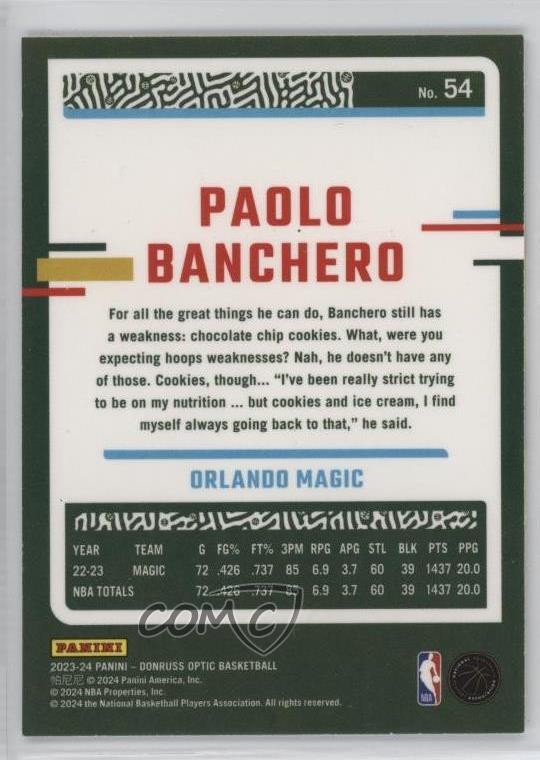 No. 54
PAOLO
BANCHERO
For all the great things he can do, Banchero still has
a weakness: chocolate chip cookies. What, were you
expecting hoops weaknesses? Nah, he doesn't have any
of those. Cookies, though... “I've been really strict trying
to be on my nutrition ... but cookies and ice cream, I find
myself always going back to that,” he said.
ORLANDO MAGIC
YEAR TEAM G FG% FT% 3PM RPG APG STL BLK PTS PPG
22-23 MAGIC 72 .426 .737 85 6.9 3.7 60 39 1437 20.0
NBA TOTALS 72 .426 .737 85 6.9 3.7 60 39 1437 20.0
COMC
PANINI
2023-24 PANINI – DONRUSS OPTIC BASKETBALL
帕尼尼 © 2024 Panini America, Inc.
© 2024 NBA Properties, Inc.
© 2024 the National Basketball Players Association. All rights reserved.
NBA